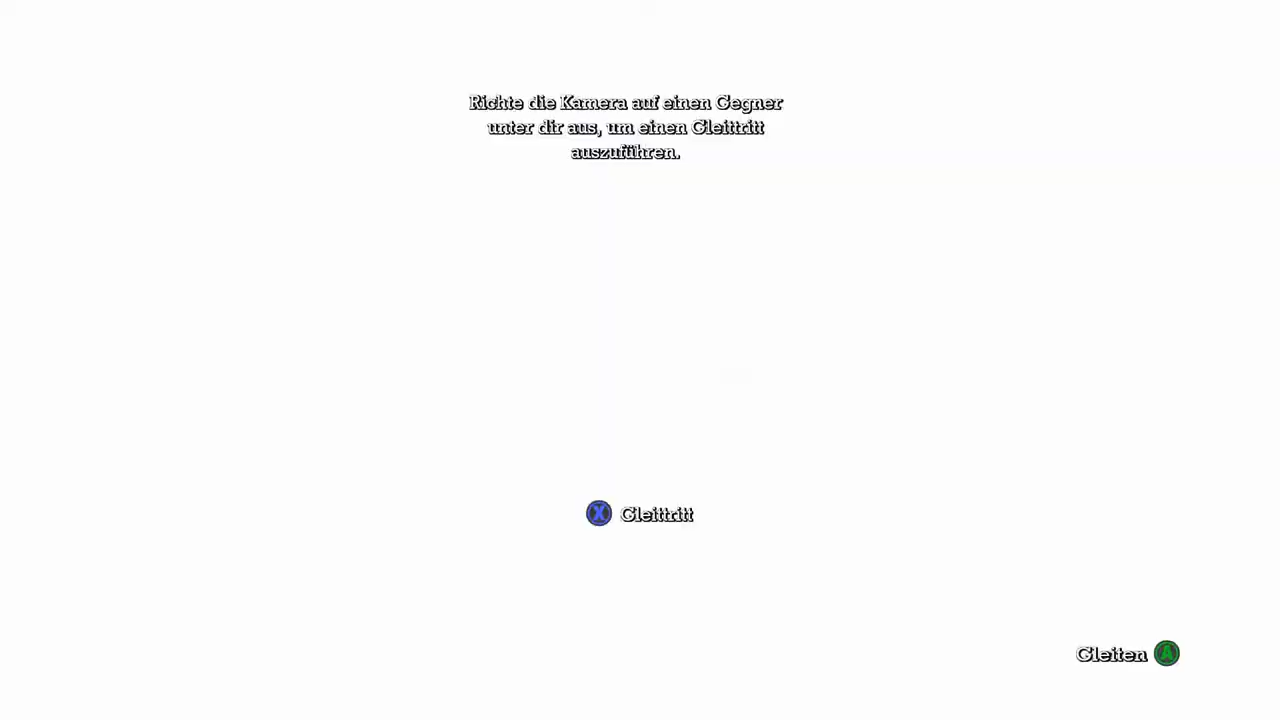 Richte die Kamera auf einen Gegner
unter dir aus, um einen Gleittritt
auszuführen.
X Gleittritt
Gleiten A